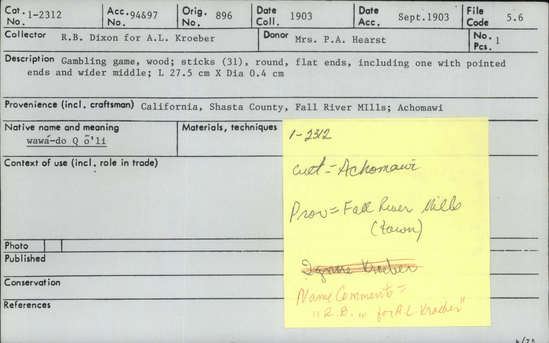 Cat. No. 1-2312 Acc. No. 94&97 Orig. No. 896 Date Coll. 1903 Date Acc. Sept.1903 File Code 5.6
Collector R.B. Dixon for A.L. Kroeber Donor Mrs. P.A. Hearst No. Pcs. 1
Description Gambling game, wood; sticks (31), round, flat ends, including one with pointed
ends and wider middle; L 27.5 cm X Dia 0.4 cm
Provenience (incl. craftsman) California, Shasta County, Fall River MIlls; Achomawi
Native name and meaning
wawá-do Q ō'li
Materials, techniques
Context of use (incl. role in trade)
Photo
Published
Conservation
References
1-2312
Cult = Achomawi
Prov = Fall River Mills
(town)
Ignore Kroeber
Name Comments =
"R.B. " for A.L. Kroeber"